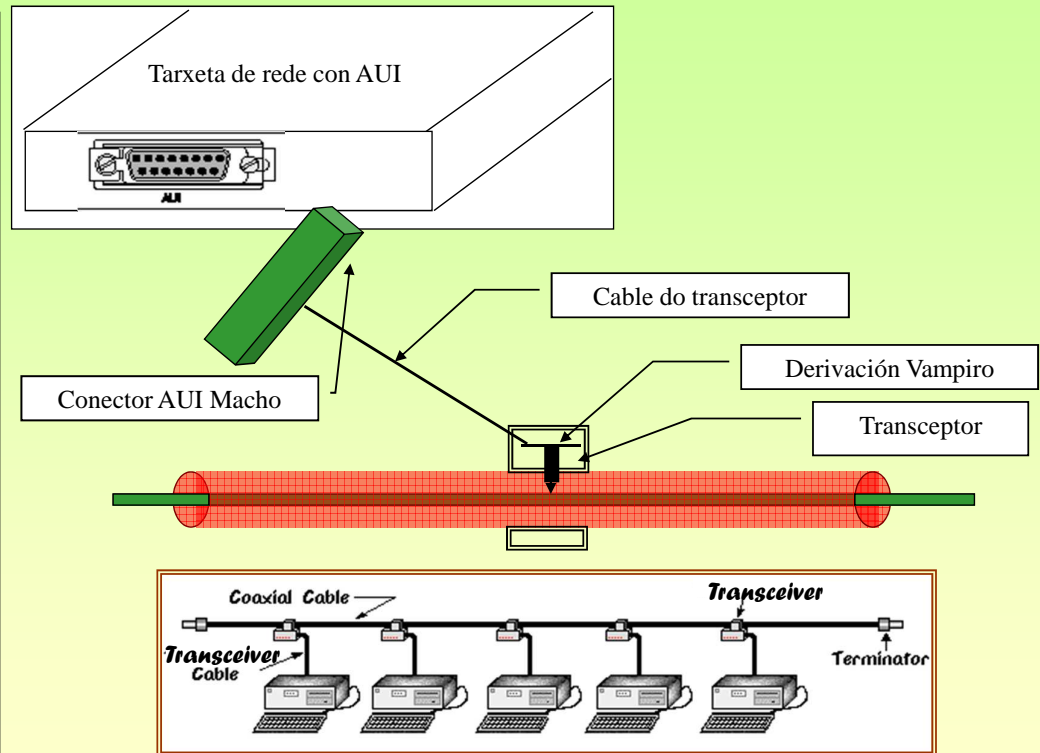 Tarxeta de rede con AUI
AUI
Cable do transceptor
Derivación Vampiro
Conector AUI Macho
Transceptor
Coaxial Cable
Transceiver
Transceiver
Cable
Terminator